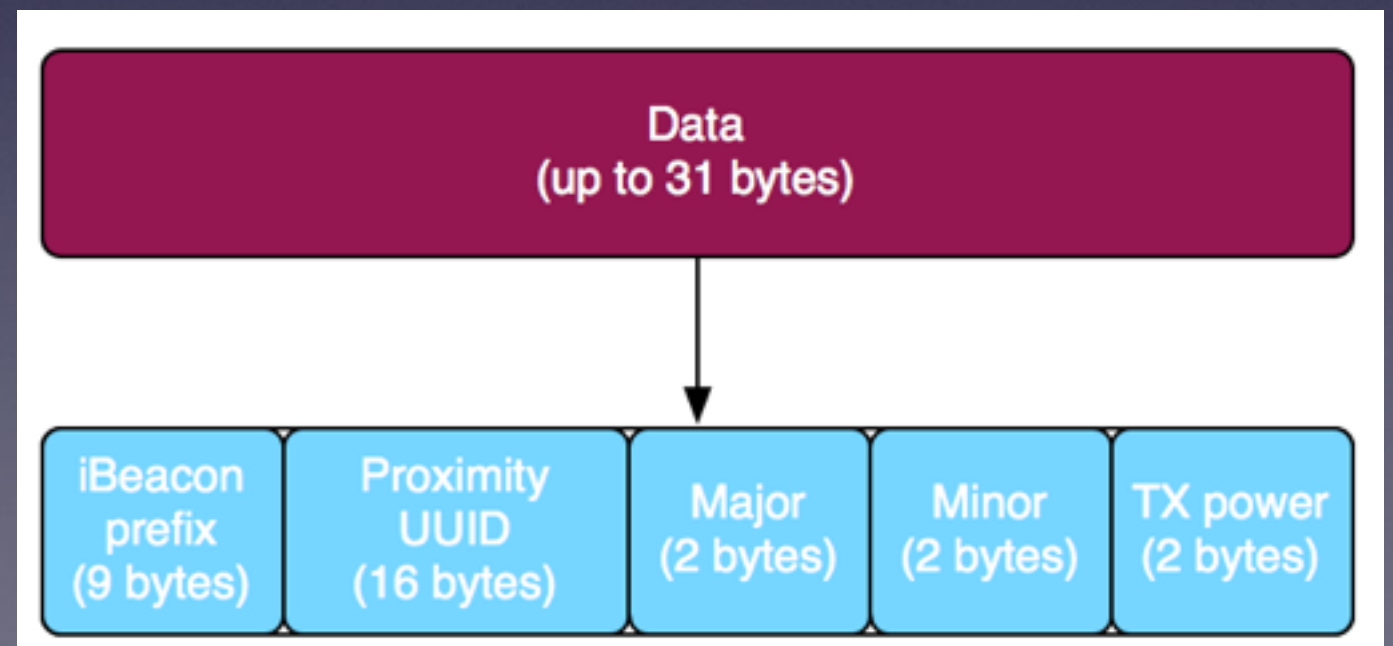 Data
(up to 31 bytes)
iBeacon
prefix
(9 bytes)
Proximity
UUID
(16 bytes)
Major
(2 bytes)
Minor
(2 bytes)
TX power
(2 bytes)